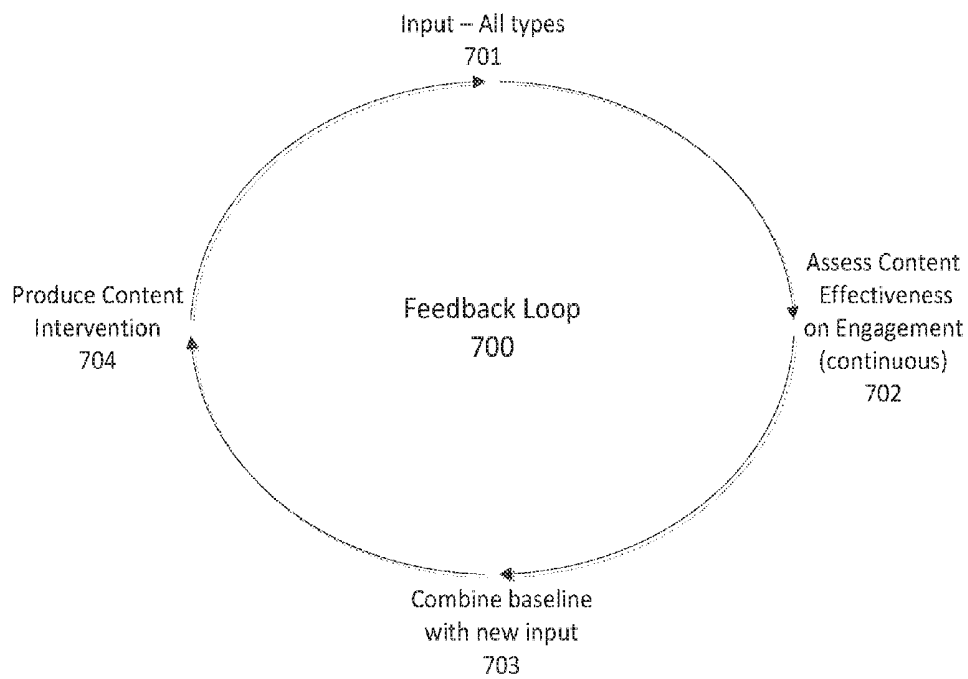 Input – All types
701
Assess Content
Effectiveness
on Engagement
(continuous)
702
Feedback Loop
700
Produce Content
Intervention
704
Combine baseline
with new input
703